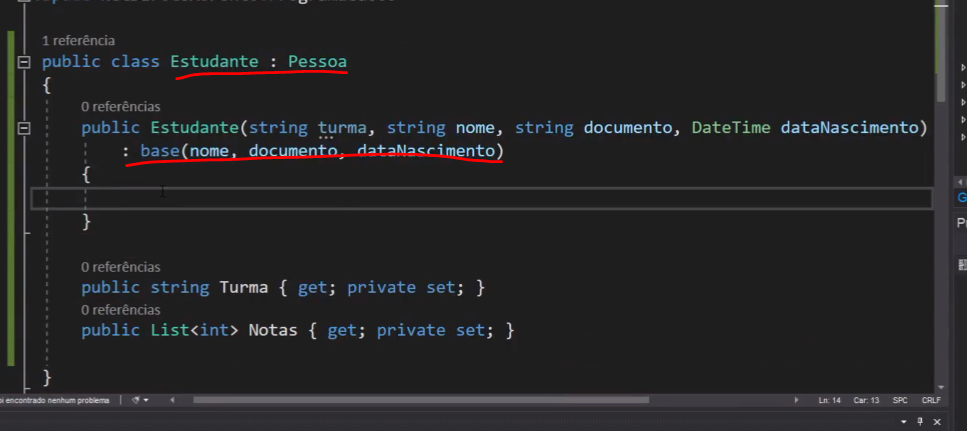 1 referência
public class Estudante : Pessoa
{
0 referências
public Estudante(string turma, string nome, string documento, DateTime dataNascimento)
: base(nome, documento, dataNascimento)
{
}
0 referências
public string Turma { get; private set; }
0 referências
public List<int> Notas { get; private set; }
}
encontrado nenhum problema
Ln: 14 Car: 13 SPC CRLF